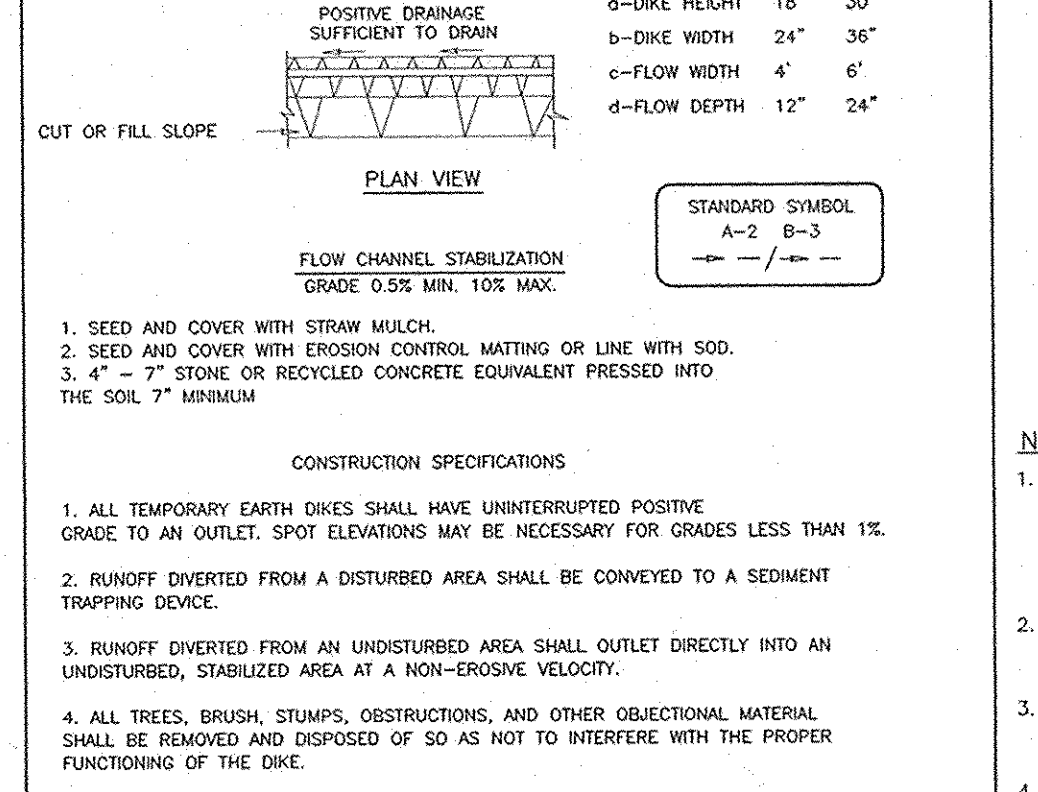 POSITIVE DRAINAGE
SUFFICIENT TO DRAIN
a-DIKE HEIGHT 18" 30"
b-DIKE WIDTH 24" 36"
c-FLOW WIDTH 4' 6'
d-FLOW DEPTH 12" 24"
CUT OR FILL SLOPE
PLAN VIEW
STANDARD SYMBOL
A-2 B-3
FLOW CHANNEL STABILIZATION
GRADE 0.5% MIN. 10% MAX.
1. SEED AND COVER WITH STRAW MULCH.
2. SEED AND COVER WITH EROSION CONTROL MATTING OR LINE WITH SOD.
3. 4" - 7" STONE OR RECYCLED CONCRETE EQUIVALENT PRESSED INTO
THE SOIL 7" MINIMUM
CONSTRUCTION SPECIFICATIONS
1. ALL TEMPORARY EARTH DIKES SHALL HAVE UNINTERRUPTED POSITIVE
GRADE TO AN OUTLET. SPOT ELEVATIONS MAY BE NECESSARY FOR GRADES LESS THAN 1%.
2. RUNOFF DIVERTED FROM A DISTURBED AREA SHALL BE CONVEYED TO A SEDIMENT
TRAPPING DEVICE.
3. RUNOFF DIVERTED FROM AN UNDISTURBED AREA SHALL OUTLET DIRECTLY INTO AN
UNDISTURBED, STABILIZED AREA AT A NON-EROSIVE VELOCITY.
4. ALL TREES, BRUSH, STUMPS, OBSTRUCTIONS, AND OTHER OBJECTIONAL MATERIAL
SHALL BE REMOVED AND DISPOSED OF SO AS NOT TO INTERFERE WITH THE PROPER
FUNCTIONING OF THE DIKE.
N
1.
2.
3.